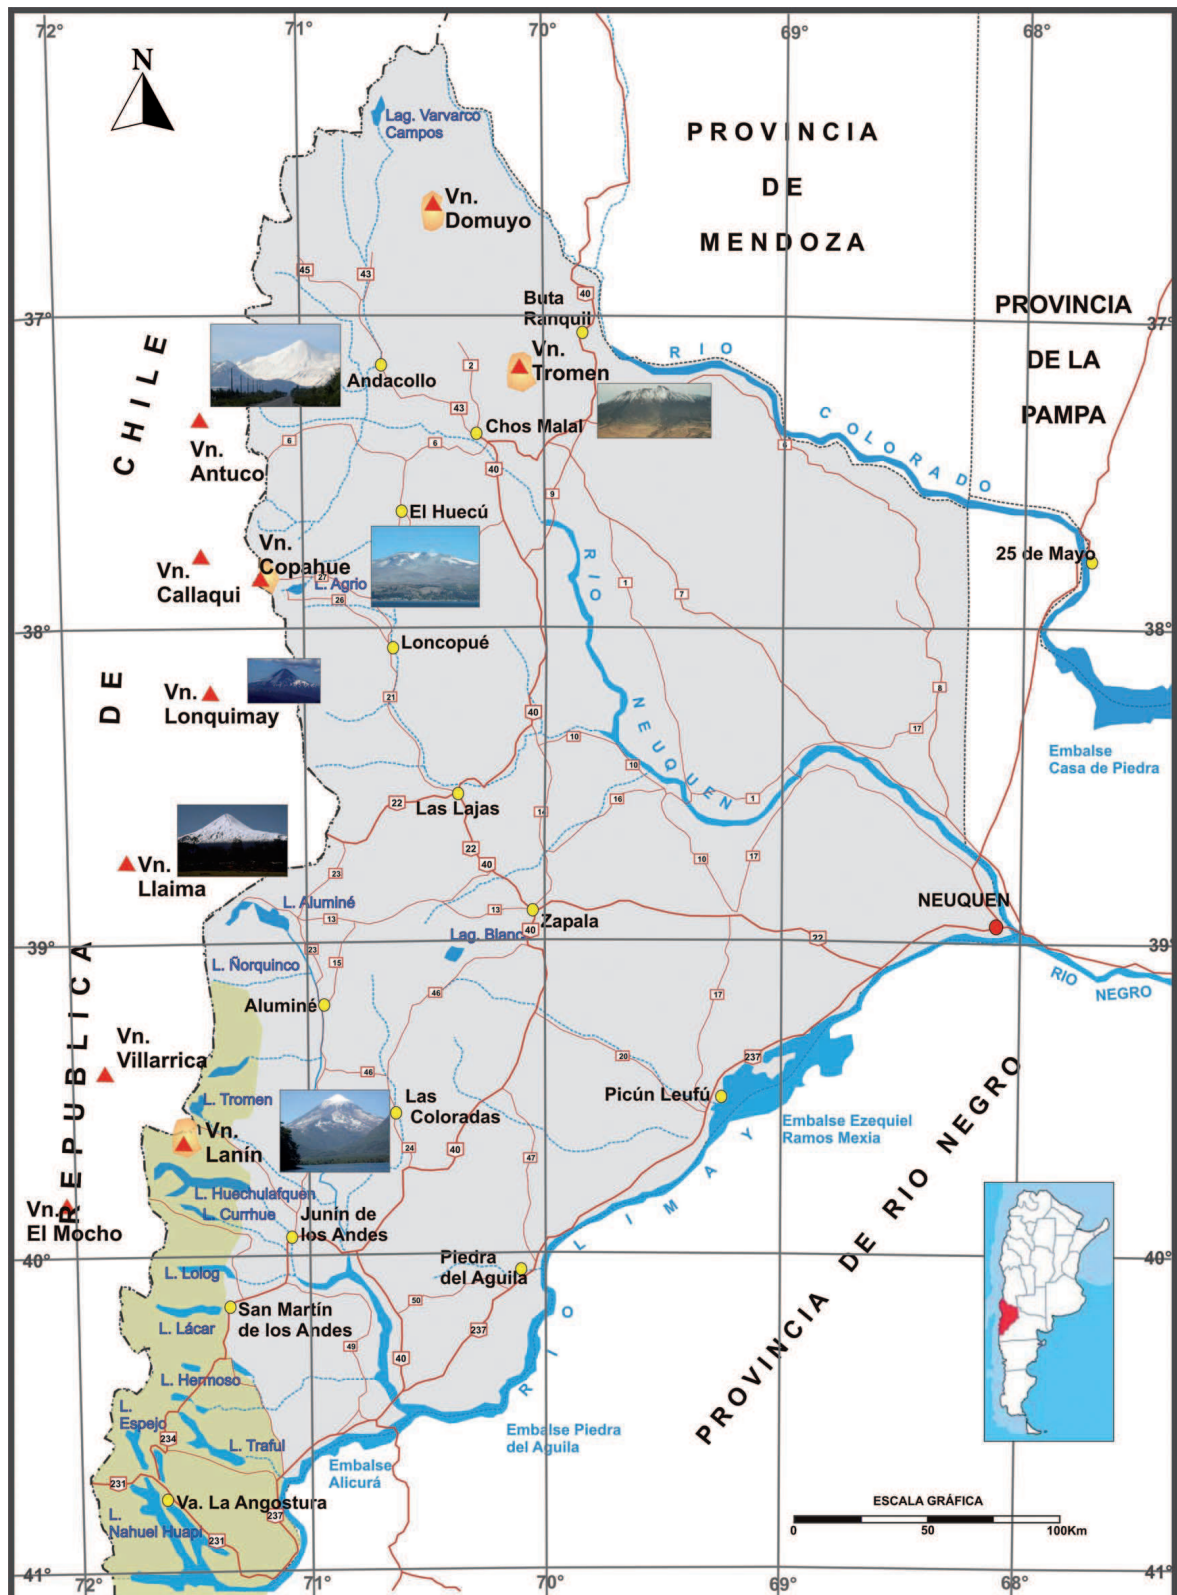 72°
71°
70°
69°
68°
N
Lag. Varvarco
Campos
PROVINCIA
DE
MENDOZA
Vn.
Domuyo
45
43
40
Buta
Ranquil
PROVINCIA
DE LA
PAMPA
37°
37°
RIO
COLORADO
CHILE
Vn.
Tromen
2
Andacollo
43
Chos Malal
Vn.
Antuco
6
6
6
40
9
El Huecú
25 de Mayo
Vn.
Copahue
Vn.
Callaqui
27
L. Agrio
26
RIO
1
7
38°
38°
Loncopué
DE
Vn.
Lonquimay
21
40
NEUQUEN
8
17
10
10
Embalse
Casa de Piedra
Las Lajas
22
16
1
14
22
40
10
17
Vn.
Llaima
23
L. Aluminé
13
13
Zapala
NEUQUEN
Lag. Blanc
40
22
39°
39°
23
15
L. Ñorquinco
RIO
NEGRO
46
17
Aluminé
REPUBLICA
Vn.
Villarrica
20
237
46
Las
Coloradas
Picún Leufú
L. Tromen
Embalse Ezequiel
Ramos Mexia
Vn.
Lanín
24
40
47
RIO LIMAY
L. Huechulafquen
L. Currhue
Vn.
El Mocho
Junín de
los Andes
PROVINCIA DE RIO NEGRO
40°
40°
Piedra
del Aguila
L. Lolog
50
San Martín
de los Andes
L. Lácar
237
49
40
L. Hermoso
L.
Espejo
234
L. Traful
Embalse Piedra
del Aguila
Embalse
Alicurá
231
Va. La Angostura
237
L.
Nahuel Huapi
231
ESCALA GRÁFICA
0
50
100Km
41°
41°
72°
71°
70°
69°
68°